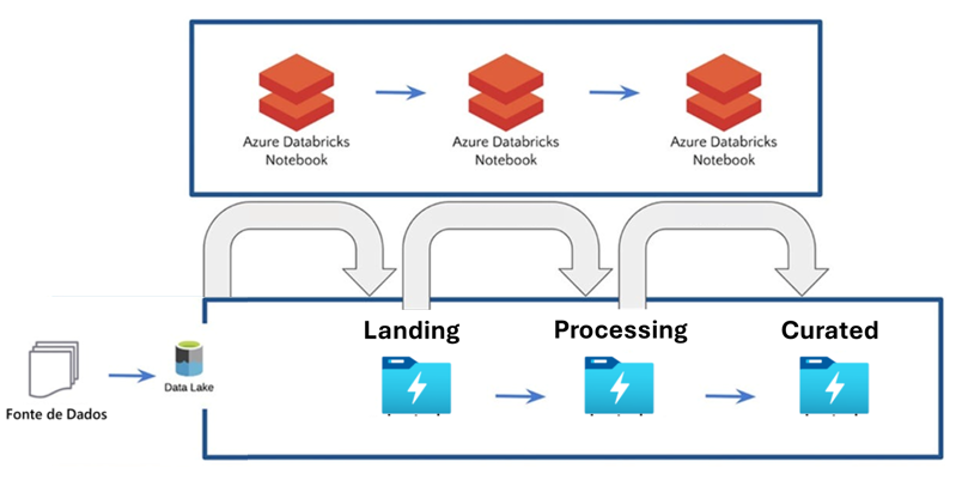 Azure Databricks
Notebook
Azure Databricks
Notebook
Azure Databricks
Notebook
Landing
Processing
Curated
Data Lake
Fonte de Dados